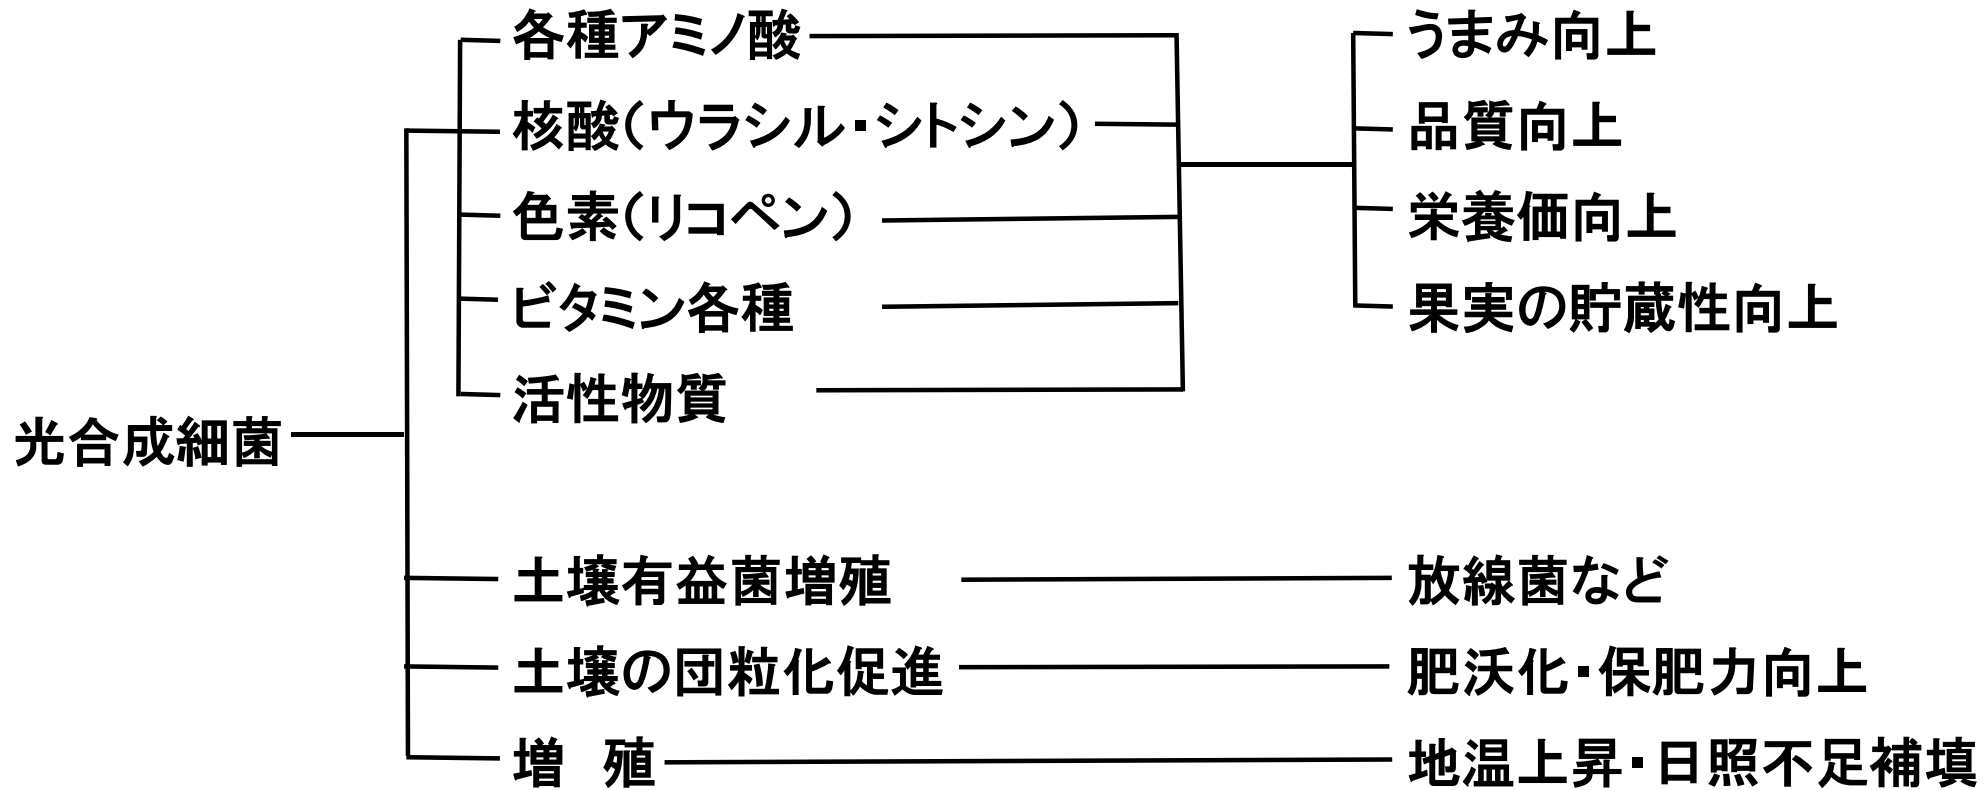 各種アミノ酸
核酸（ウラシル・シトシン）
色素（リコペン）
ビタミン各種
活性物質
うまみ向上
品質向上
栄養価向上
果実の貯蔵性向上
光合成細菌
土壌有益菌増殖
放線菌など
土壌の団粒化促進
肥沃化・保肥力向上
増　殖
地温上昇・日照不足補填